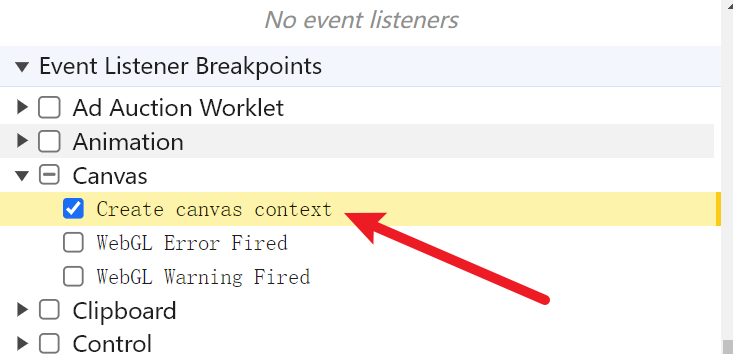 No event listeners
Event Listener Breakpoints
Ad Auction Worklet
Animation
Canvas
Create canvas context
WebGL Error Fired
WebGL Warning Fired
Clipboard
Control